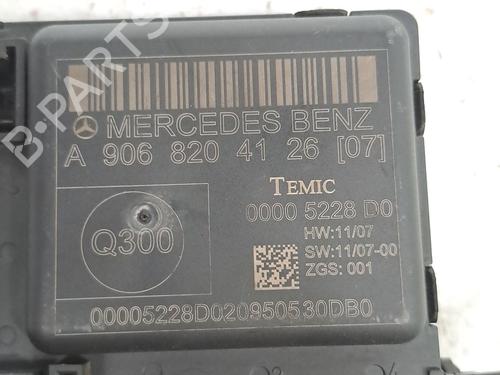 B-PARTS
MERCEDES BENZ
A 906 820 41 26 [07]
TEMIC
0000 5228 D0
HW:11/07
SW:11/07-00
ZGS: 001
Q300
00005228D020950530DB0